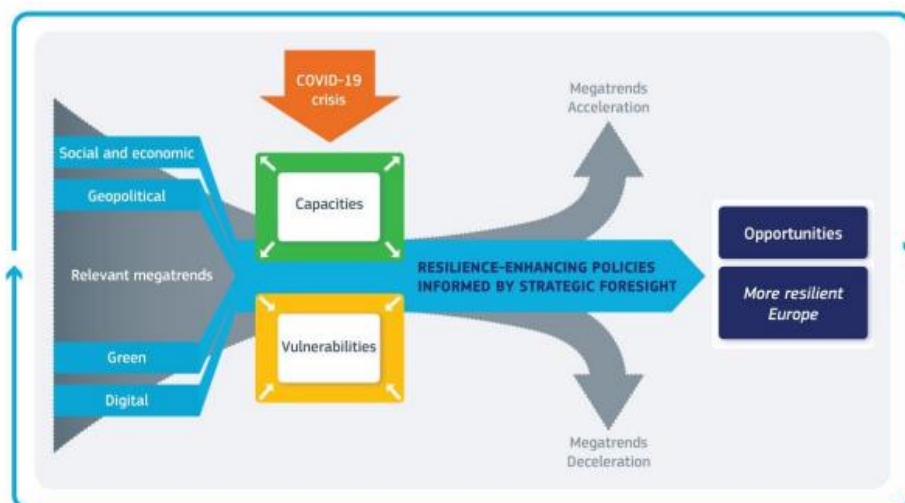 COVID-19
crisis
Megatrends
Acceleration
Social and economic
Geopolitical
Capacities
Opportunities
Relevant megatrends
RESILIENCE-ENHANCING POLICIES
INFORMED BY STRATEGIC FORESIGHT
More resilient
Europe
Vulnerabilities
Green
Digital
Megatrends
Deceleration